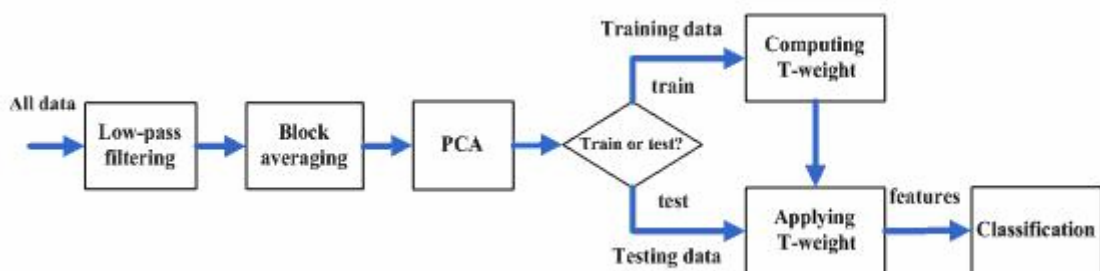 All data
Low-pass
filtering
Block
averaging
PCA
Train or test?
Training data
train
Computing
T-weight
test
Testing data
Applying
T-weight
features
Classification